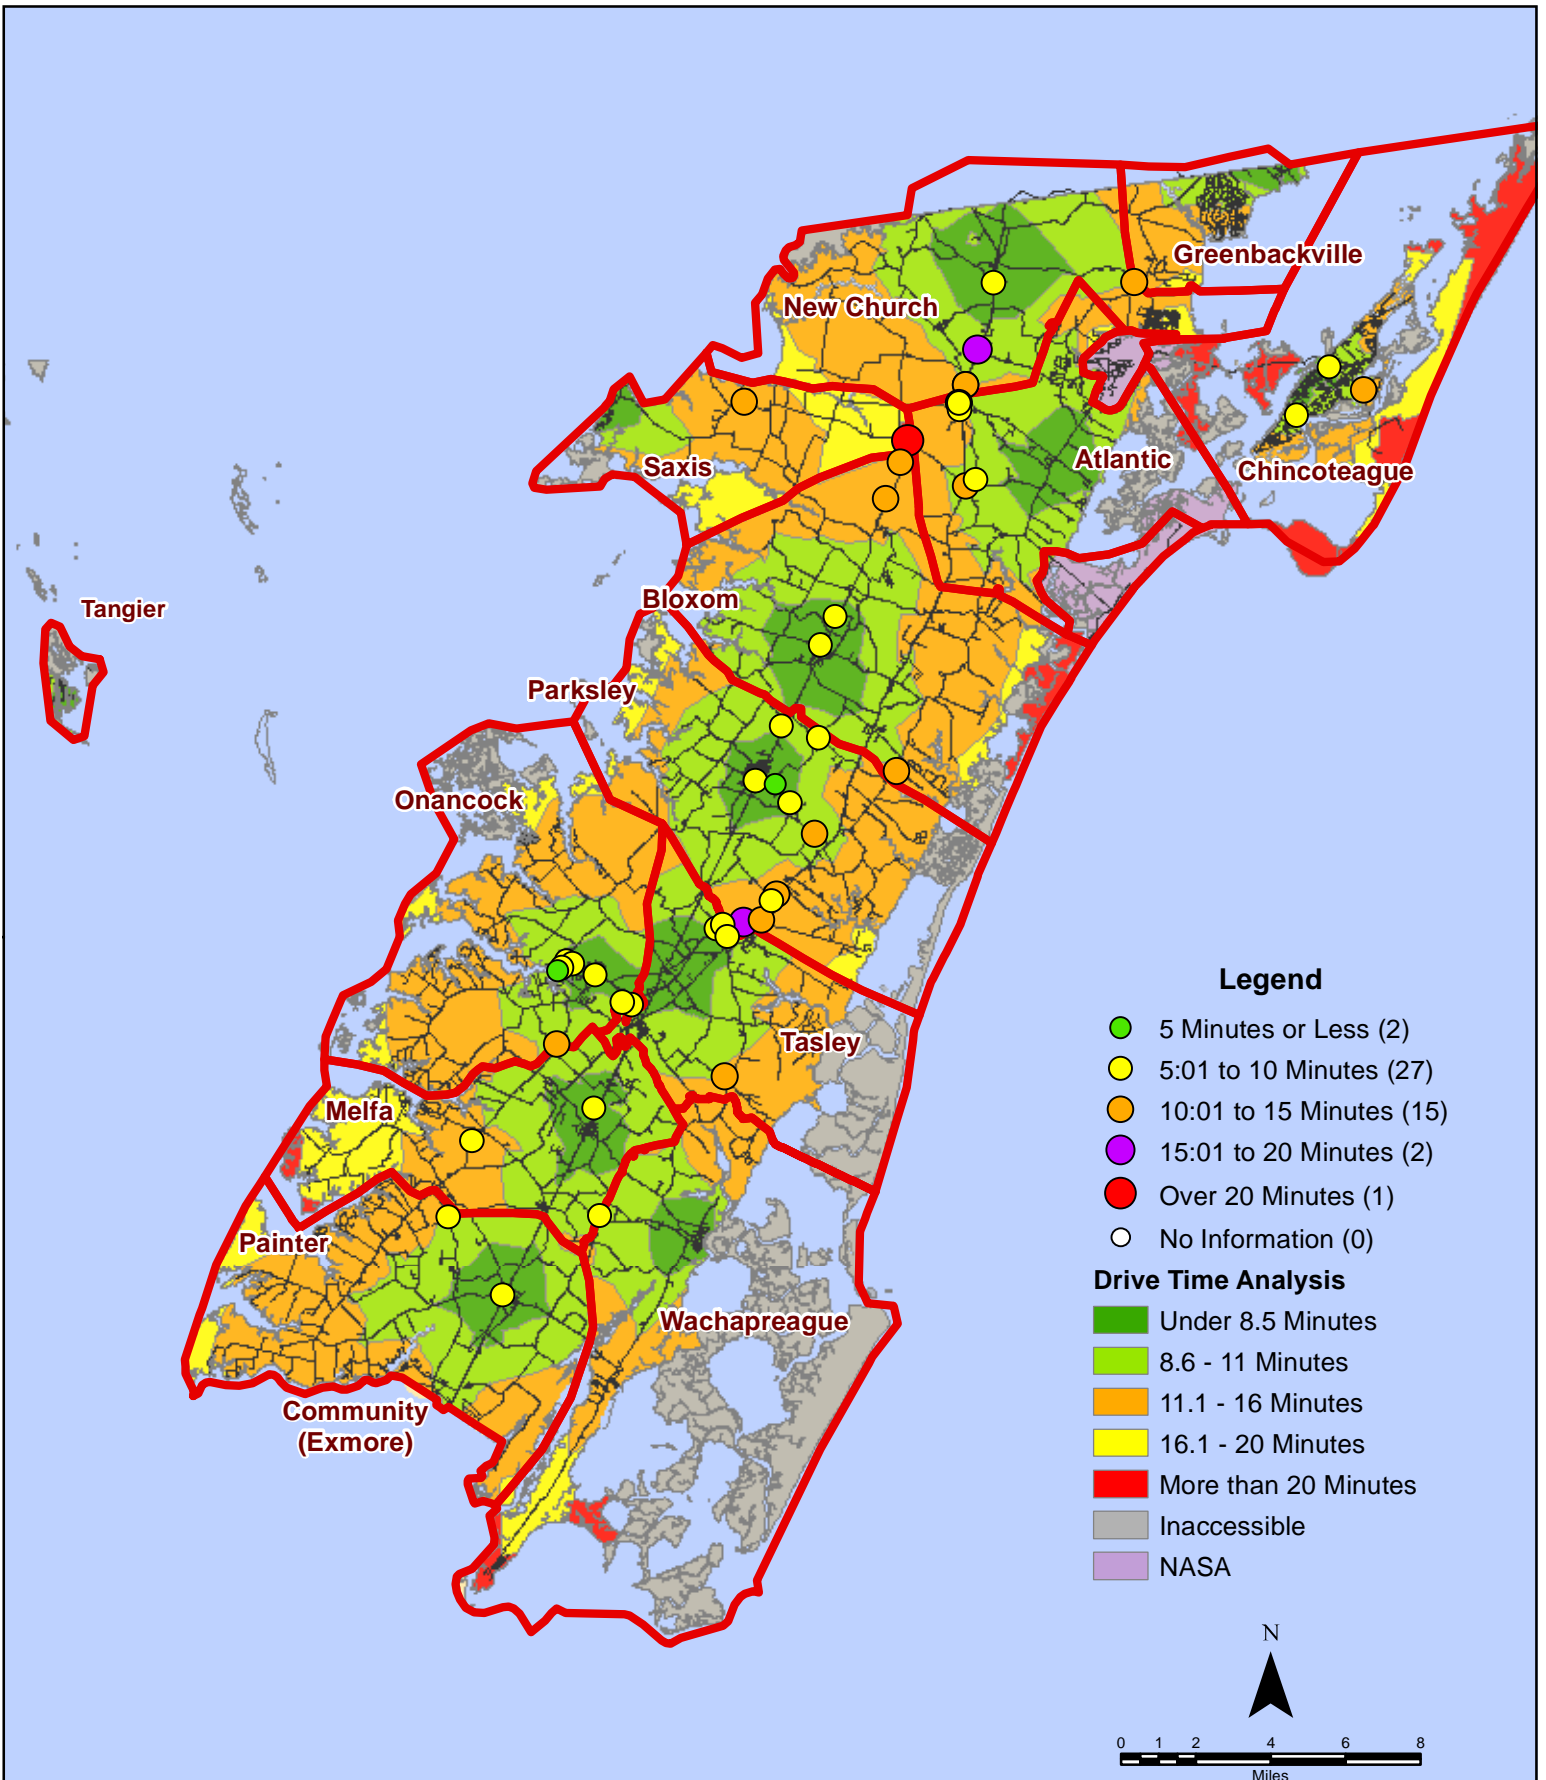 Greenbackville
New Church
Atlantic
Chincoteague
Saxis
Bloxom
Tangier
Parksley
Onancock
Tasley
Melfa
Painter
Wachapreague
Community
(Exmore)
Legend
5 Minutes or Less (2)
5:01 to 10 Minutes (27)
10:01 to 15 Minutes (15)
15:01 to 20 Minutes (2)
Over 20 Minutes (1)
No Information (0)
Drive Time Analysis
Under 8.5 Minutes
8.6 - 11 Minutes
11.1 - 16 Minutes
16.1 - 20 Minutes
More than 20 Minutes
Inaccessible
NASA
N
0 1 2 4 6 8
Miles